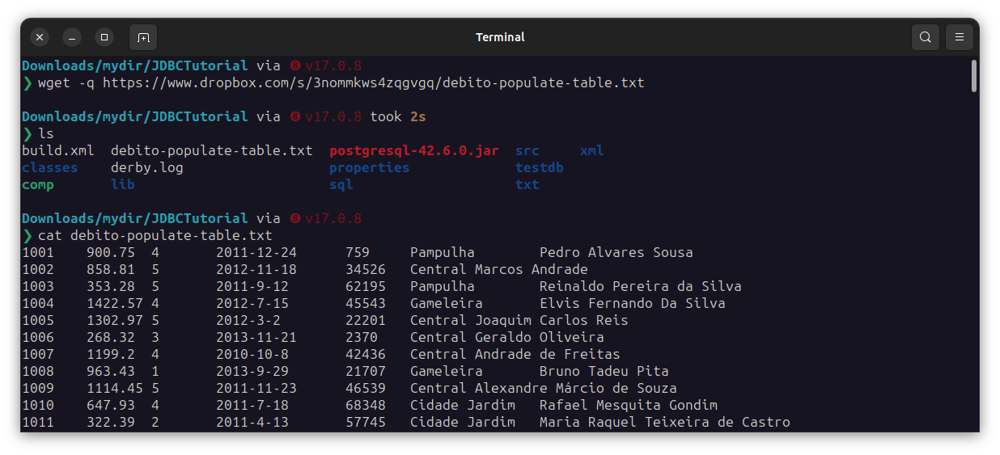 Terminal
Downloads/mydir/JDBCTutorial via 8 v17.0.8
❯ wget -q https://www.dropbox.com/s/3nommkws4zqgvgq/debito-populate-table.txt
Downloads/mydir/JDBCTutorial via 8 v17.0.8 took 2s
❯ ls
build.xml debito-populate-table.txt postgresql-42.6.0.jar src xml
classes derby.log properties testdb
comp lib sql txt
Downloads/mydir/JDBCTutorial via 8 v17.0.8
❯ cat debito-populate-table.txt
1001 900.75 4 2011-12-24 759 Pampulha Pedro Alvares Sousa
1002 858.81 5 2012-11-18 34526 Central Marcos Andrade
1003 353.28 5 2011-9-12 62195 Pampulha Reinaldo Pereira da Silva
1004 1422.57 4 2012-7-15 45543 Gameleira Elvis Fernando Da Silva
1005 1302.97 5 2012-3-2 22201 Central Joaquim Carlos Reis
1006 268.32 3 2013-11-21 2370 Central Geraldo Oliveira
1007 1199.2 4 2010-10-8 42436 Central Andrade de Freitas
1008 963.43 1 2013-9-29 21707 Gameleira Bruno Tadeu Pita
1009 1114.45 5 2011-11-23 46539 Central Alexandre Márcio de Souza
1010 647.93 4 2011-7-18 68348 Cidade Jardim Rafael Mesquita Gondim
1011 322.39 2 2011-4-13 57745 Cidade Jardim Maria Raquel Teixeira de Castro